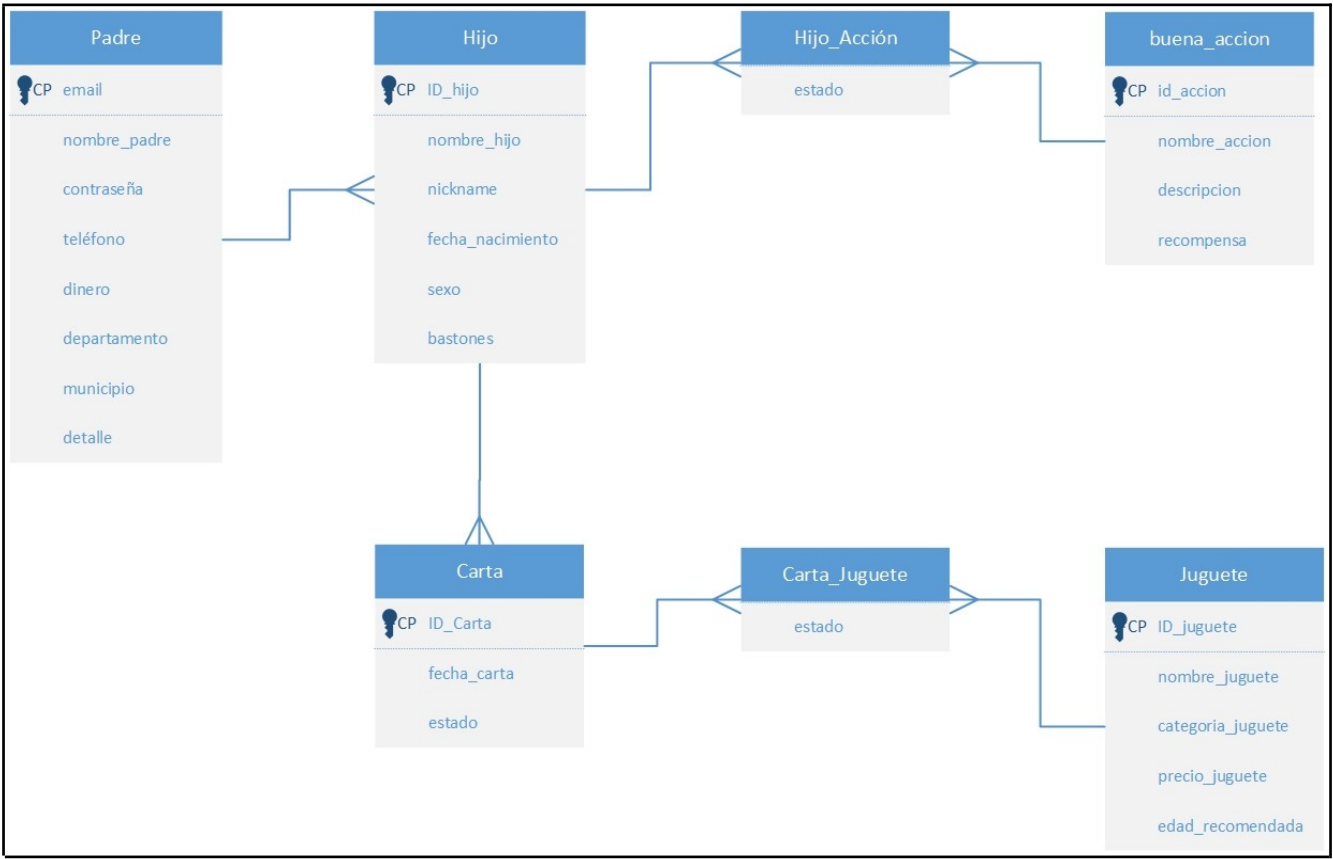 Padre
CP email
nombre_padre
contraseña
teléfono
dinero
departamento
municipio
detalle
Hijo
CP ID_hijo
nombre_hijo
nickname
fecha_nacimiento
sexo
bastones
Hijo_Acción
estado
buena_accion
CP id_accion
nombre_accion
descripcion
recompensa
Carta
CP ID_Carta
fecha_carta
estado
Carta_Juguete
estado
Juguete
CP ID_juguete
nombre_juguete
categoria_juguete
precio_juguete
edad_recomendada